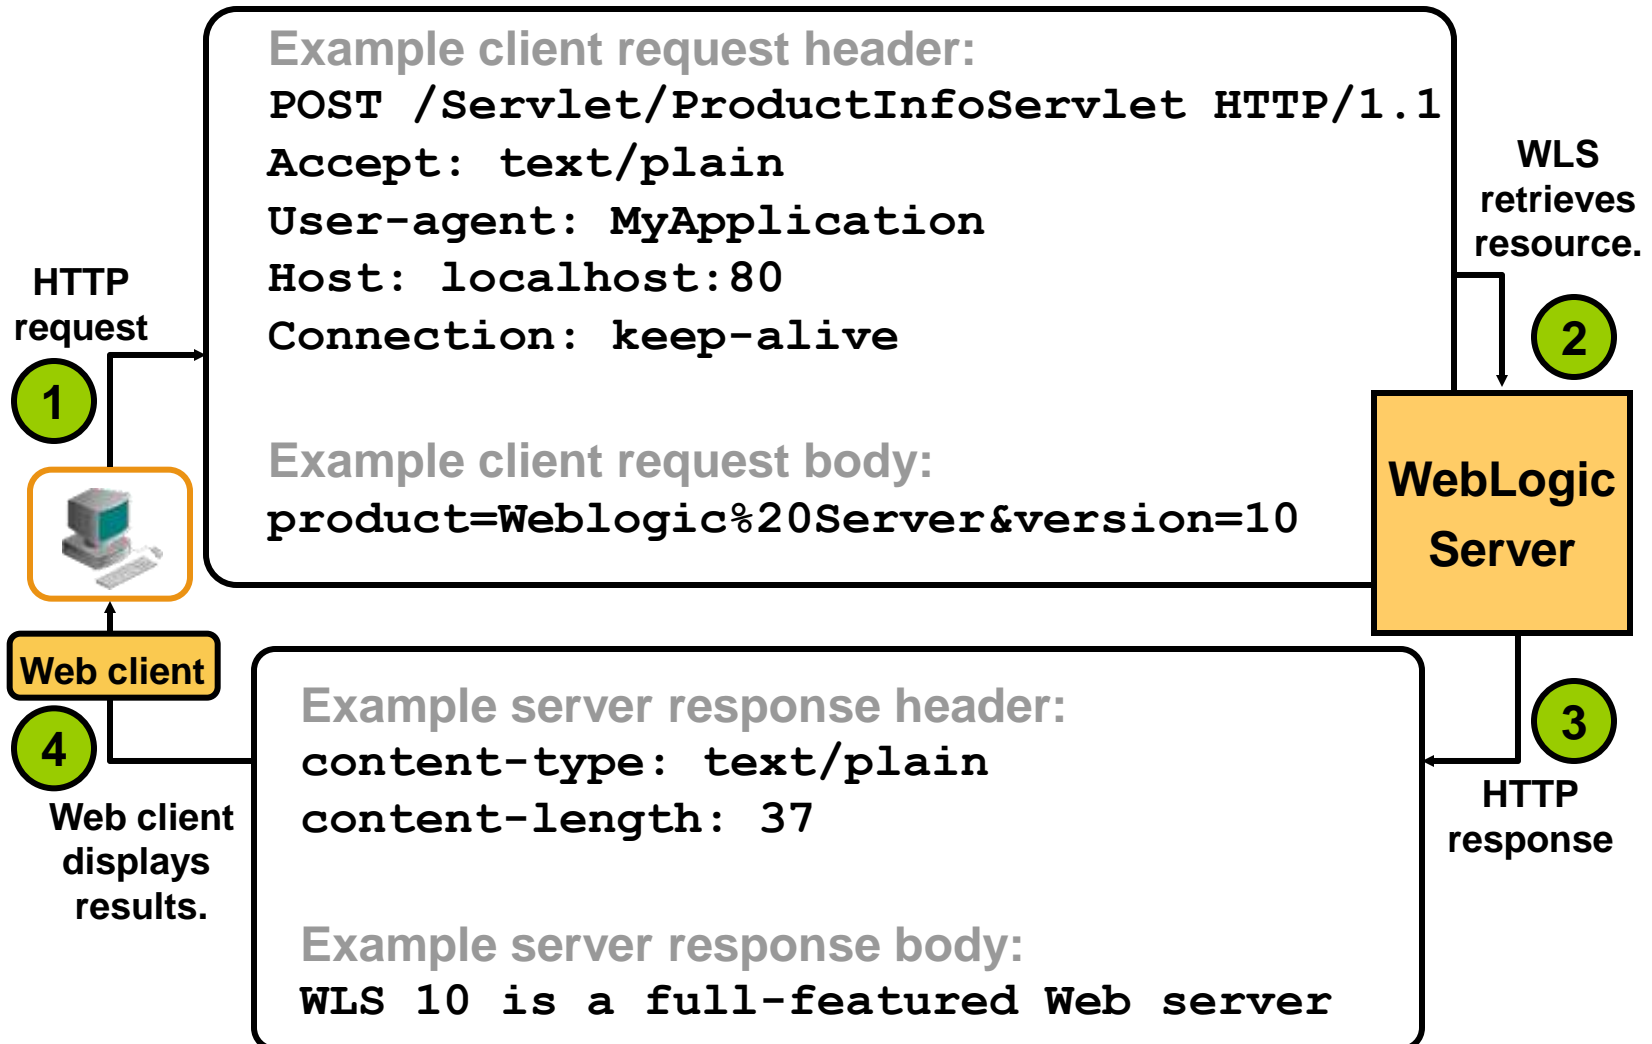 Example client request header:
POST /Servlet/ProductInfoServlet HTTP/1.1
Accept: text/plain
User-agent: MyApplication
Host: localhost:80
Connection: keep-alive
Example client request body:
product=Weblogic%20Server&version=10
HTTP
request
1
WLS
retrieves
resource.
2
WebLogic
Server
3
HTTP
response
Example server response header:
content-type: text/plain
content-length: 37
Example server response body:
WLS 10 is a full-featured Web server
Web client
4
Web client
displays
results.